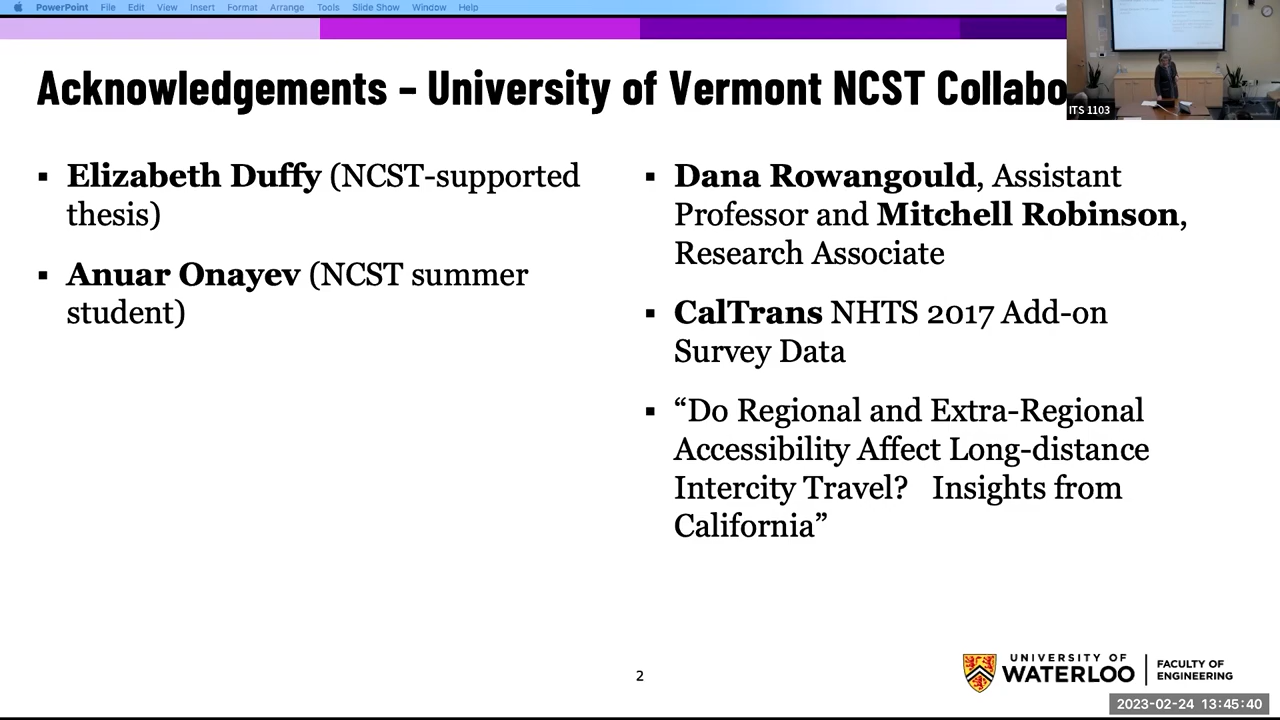 PowerPoint File Edit View Insert Format Arrange Tools Slide Show Window Help
Acknowledgements – University of Vermont NCST Collabo
ITS 1103
▪ Elizabeth Duffy (NCST-supported
thesis)
▪ Anuar Onayev (NCST summer
student)
▪ Dana Rowangould, Assistant
Professor and Mitchell Robinson,
Research Associate
▪ CalTrans NHTS 2017 Add-on
Survey Data
▪ “Do Regional and Extra-Regional
Accessibility Affect Long-distance
Intercity Travel? Insights from
California”
2
UNIVERSITY OF
WATERLOO
FACULTY OF
ENGINEERING
2023-02-24 13:45:40